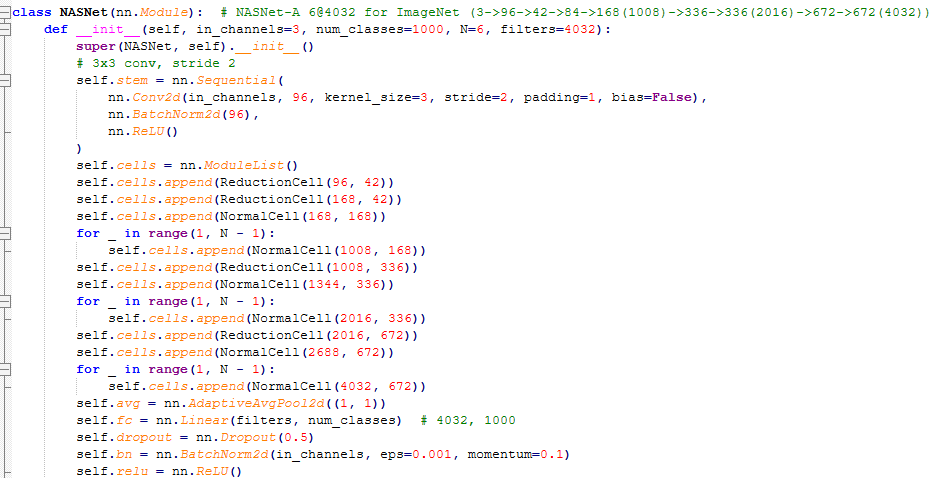 class NASNet(nn.Module):  # NASNet-A 6@4032 for ImageNet (3->96->42->84->168(1008)->336->336(2016)->672->672(4032))
    def __init__(self, in_channels=3, num_classes=1000, N=6, filters=4032):
        super(NASNet, self).__init__()
        # 3x3 conv, stride 2
        self.stem = nn.Sequential(
            nn.Conv2d(in_channels, 96, kernel_size=3, stride=2, padding=1, bias=False),
            nn.BatchNorm2d(96),
            nn.ReLU()
        )
        self.cells = nn.ModuleList()
        self.cells.append(ReductionCell(96, 42))
        self.cells.append(ReductionCell(168, 42))
        self.cells.append(NormalCell(168, 168))
        for _ in range(1, N - 1):
            self.cells.append(NormalCell(1008, 168))
        self.cells.append(ReductionCell(1008, 336))
        self.cells.append(NormalCell(1344, 336))
        for _ in range(1, N - 1):
            self.cells.append(NormalCell(2016, 336))
        self.cells.append(ReductionCell(2016, 672))
        self.cells.append(NormalCell(2688, 672))
        for _ in range(1, N - 1):
            self.cells.append(NormalCell(4032, 672))
        self.avg = nn.AdaptiveAvgPool2d((1, 1))
        self.fc = nn.Linear(filters, num_classes)  # 4032, 1000
        self.dropout = nn.Dropout(0.5)
        self.bn = nn.BatchNorm2d(in_channels, eps=0.001, momentum=0.1)
        self.relu = nn.ReLU()